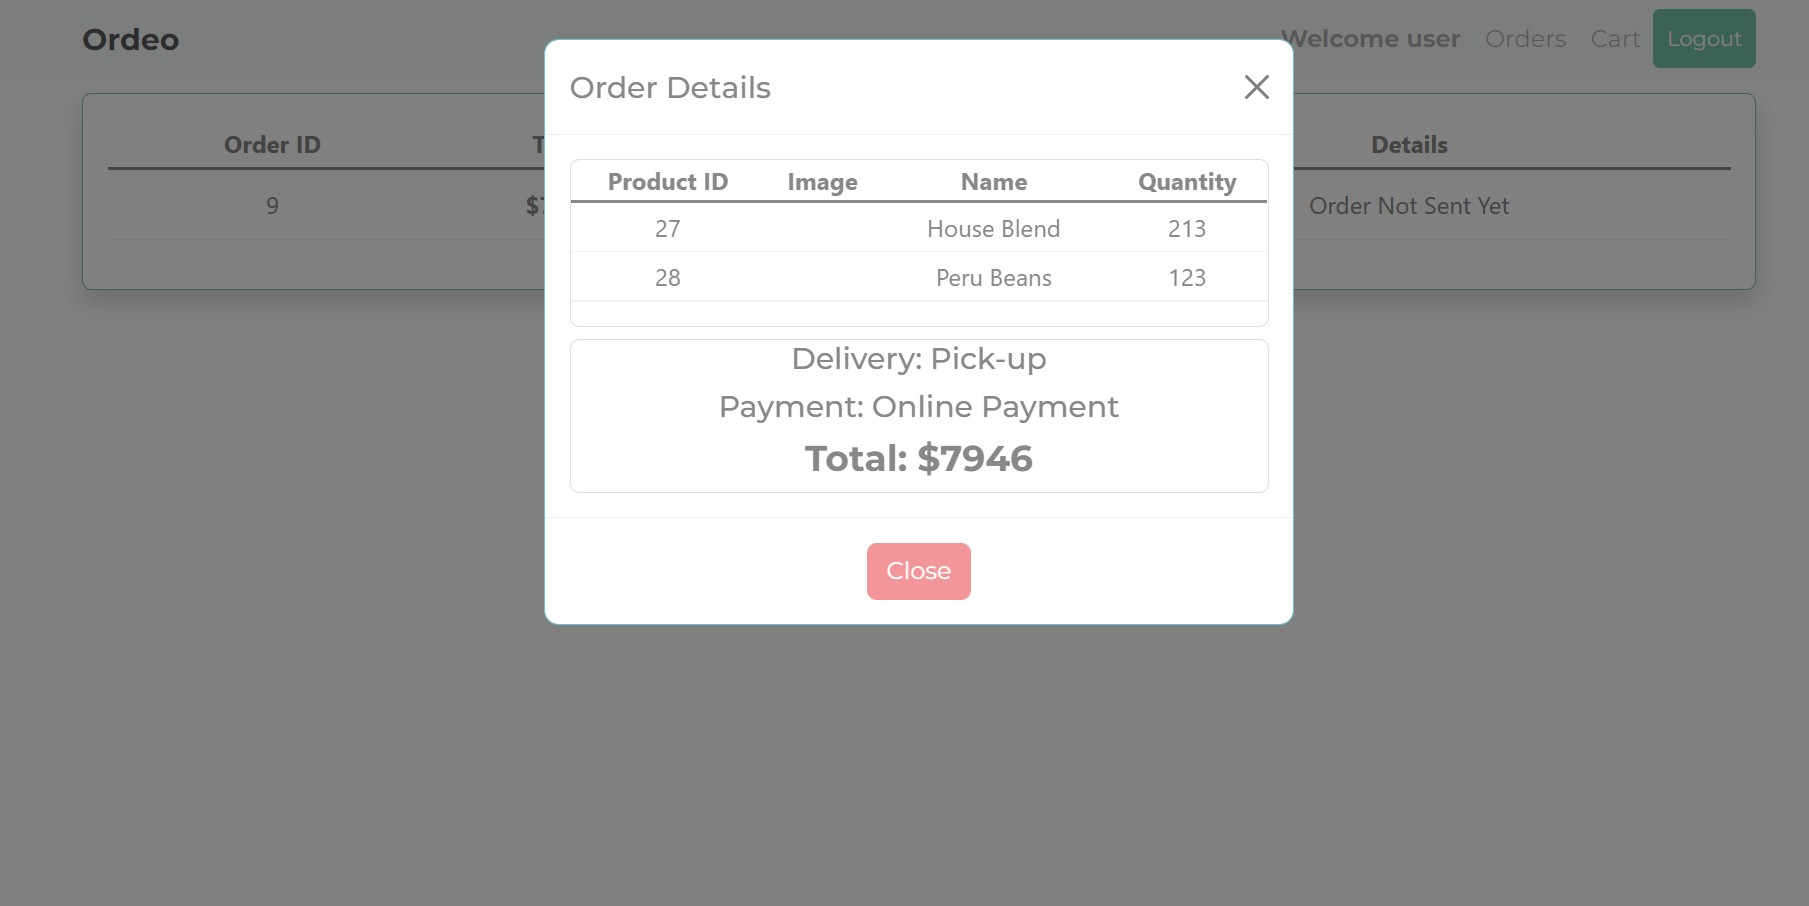 Ordeo
Welcome user Orders Cart Logout
Order Details
Order ID
Details
9
Order Not Sent Yet
Product ID Image Name Quantity
27 House Blend 213
28 Peru Beans 123
Delivery: Pick-up
Payment: Online Payment
Total: $7946
Close